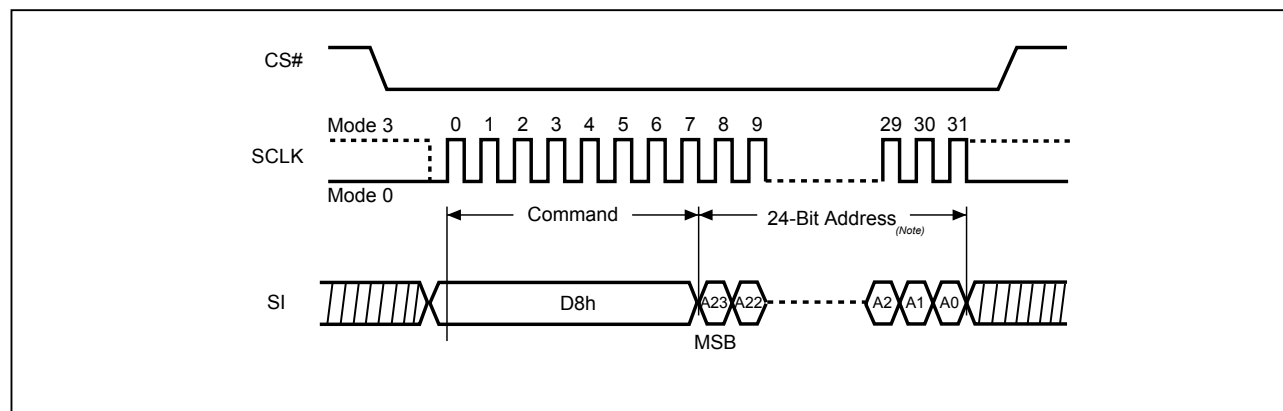 CS#
Mode 3
0 1 2 3 4 5 6 7 8 9 29 30 31
SCLK
Mode 0
Command 24-Bit Address(Note)
SI D8h A23 A22 A2 A1 A0
MSB